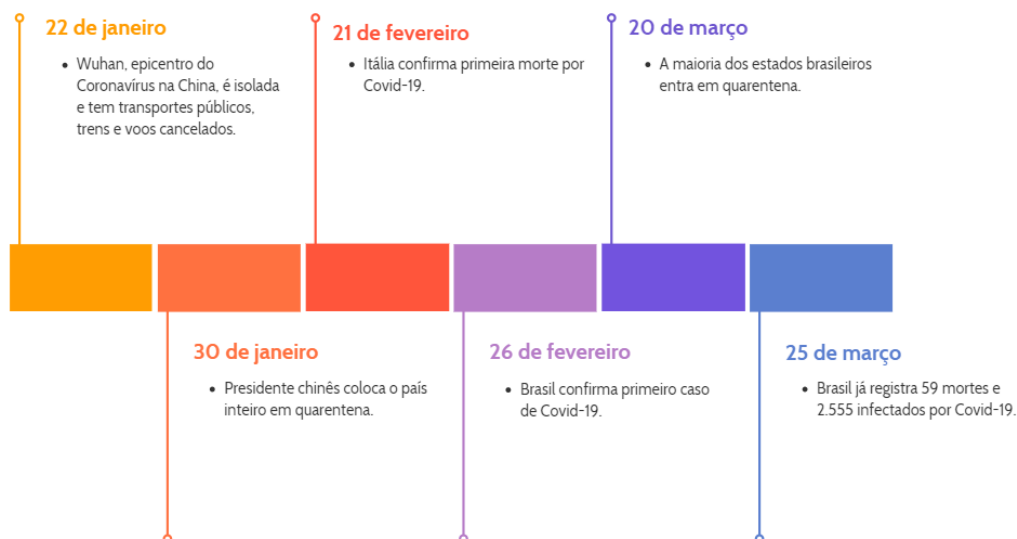 22 de janeiro
• Wuhan, epicentro do
Coronavírus na China, é isolada
e tem transportes públicos,
trens e voos cancelados.
21 de fevereiro
• Itália confirma primeira morte por
Covid-19.
20 de março
• A maioria dos estados brasileiros
entra em quarentena.
30 de janeiro
• Presidente chinês coloca o país
inteiro em quarentena.
26 de fevereiro
• Brasil confirma primeiro caso
de Covid-19.
25 de março
• Brasil já registra 59 mortes e
2.555 infectados por Covid-19.